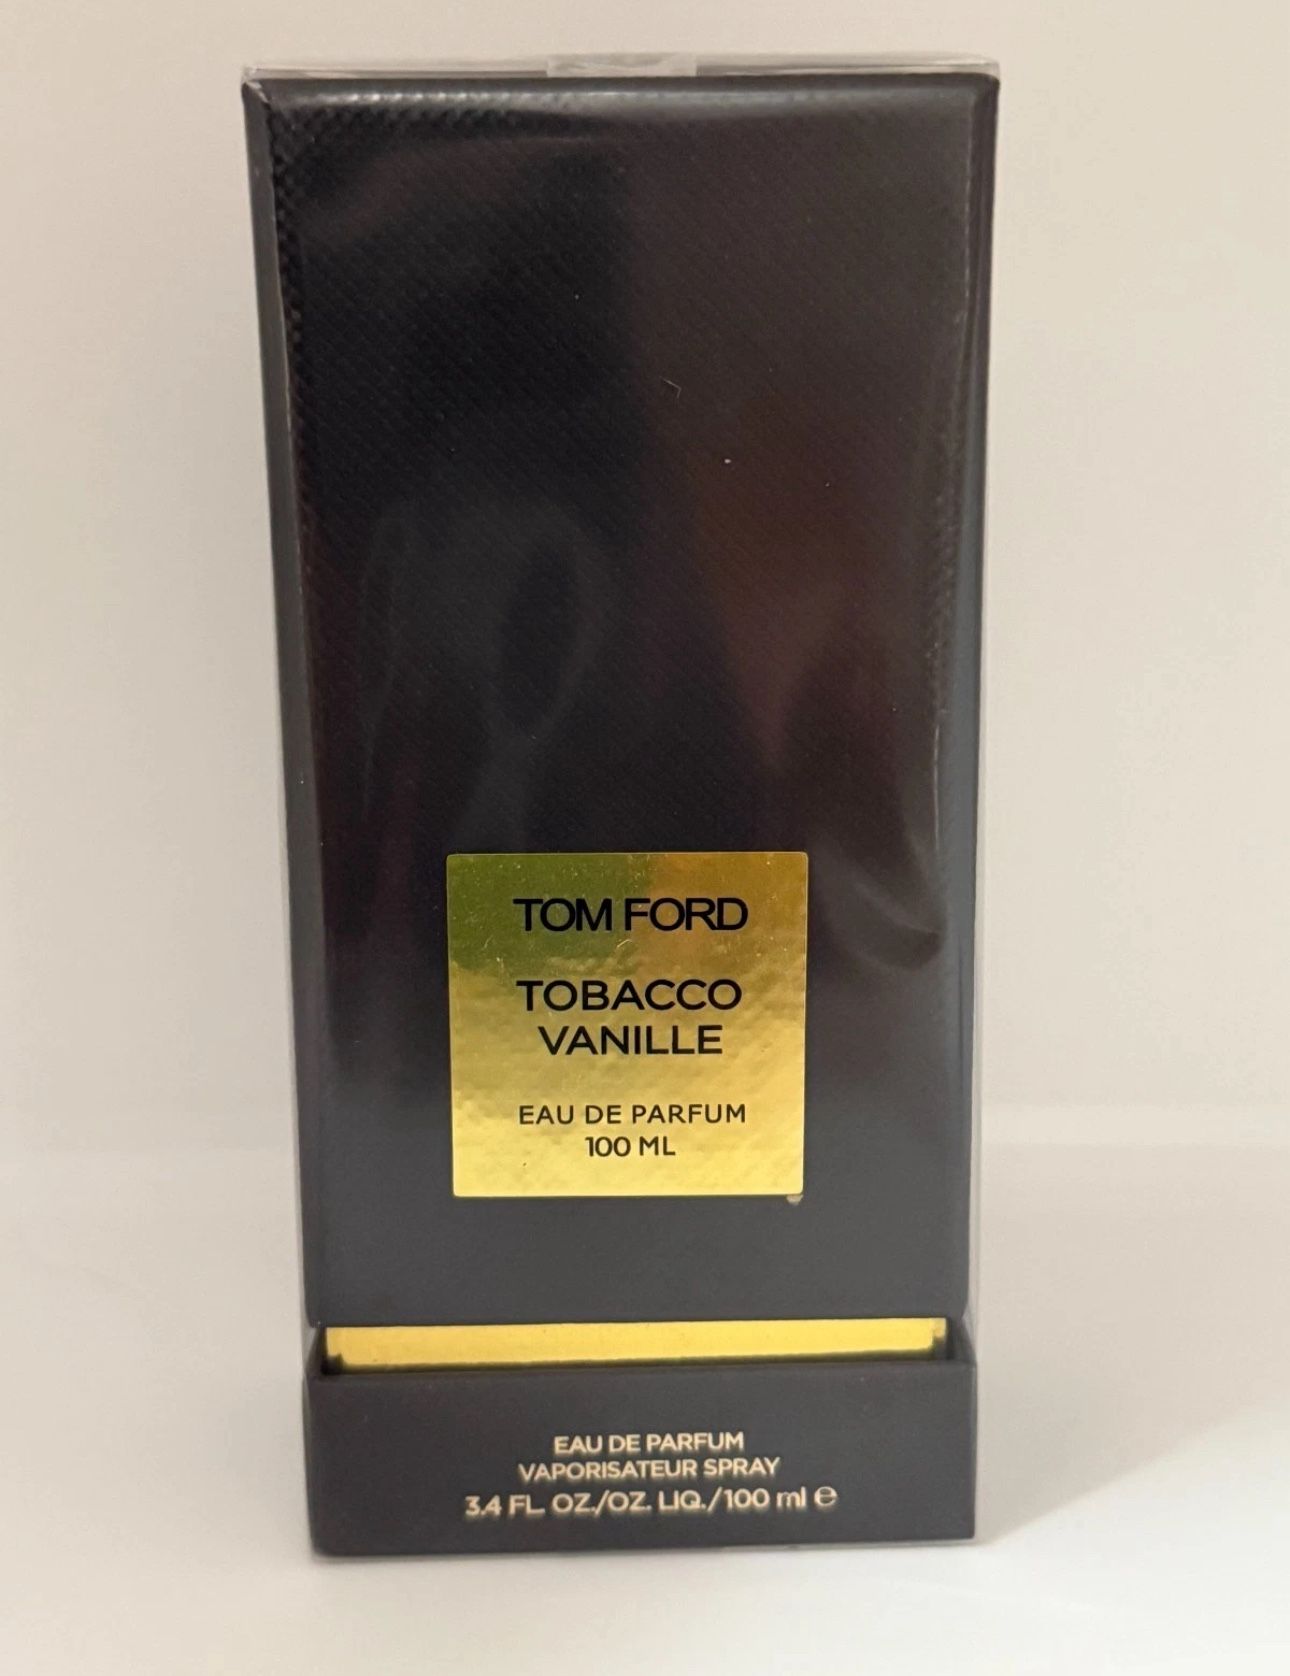 TOM FORD
TOBACCO
VANILLE
EAU DE PARFUM
100 ML
EAU DE PARFUM
VAPORISATEUR SPRAY
3.4 FL. OZ./OZ. LIQ./100 ml ℮